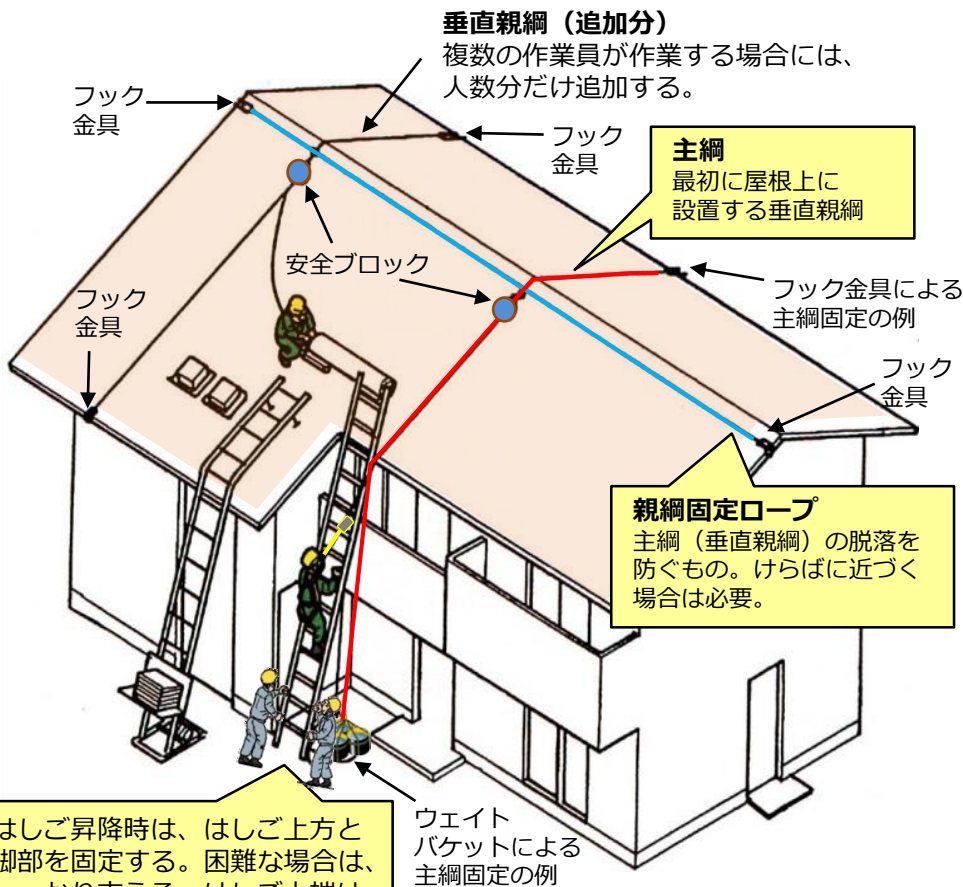 垂直親綱（追加分）
複数の作業員が作業する場合には、
人数分だけ追加する。
フック
金具
フック
金具
主綱
最初に屋根上に
設置する垂直親綱
安全ブロック
フック金具による
主綱固定の例
フック
金具
フック
金具
親綱固定ロープ
主綱（垂直親綱）の脱落を
防ぐもの。けらばに近づく
場合は必要。
はしご昇降時は、はしご上方と
脚部を固定する。困難な場合は、
ウェイト
バケットによる
主綱固定の例